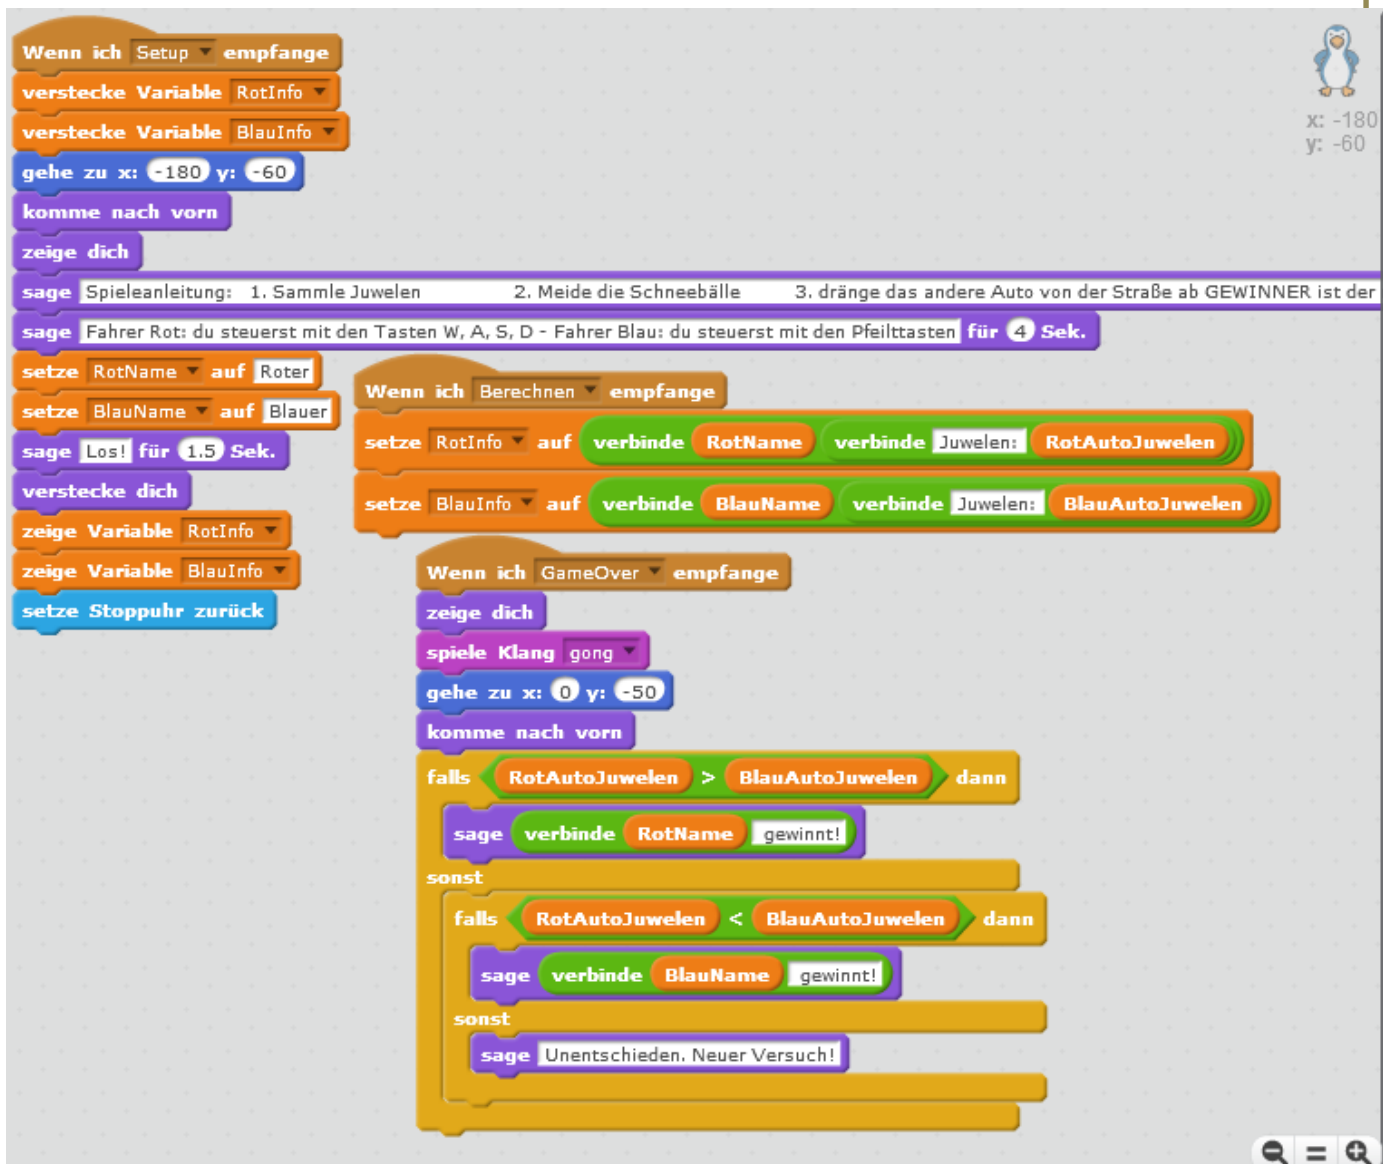 Wenn ich Setup empfange
verstecke Variable RotInfo
verstecke Variable BlauInfo
gehe zu x: -180 y: -60
komme nach vorn
zeige dich
sage Spieleanleitung: 1. Sammle Juwelen 2. Meide die Schneebälle 3. dränge das andere Auto von der Straße ab GEWINNER ist der
sage Fahrer Rot: du steuerst mit den Tasten W, A, S, D - Fahrer Blau: du steuerst mit den Pfeilttasten für 4 Sek.
setze RotName auf Roter
setze BlauName auf Blauer
sage Los! für 1.5 Sek.
verstecke dich
zeige Variable RotInfo
zeige Variable BlauInfo
setze Stoppuhr zurück
Wenn ich Berechnen empfange
setze RotInfo auf verbinde RotName verbinde Juwelen: RotAutoJuwelen
setze BlauInfo auf verbinde BlauName verbinde Juwelen: BlauAutoJuwelen
Wenn ich GameOver empfange
zeige dich
spiele Klang gong
gehe zu x: 0 y: -50
komme nach vorn
falls RotAutoJuwelen > BlauAutoJuwelen dann
sage verbinde RotName gewinnt!
sonst
falls RotAutoJuwelen < BlauAutoJuwelen dann
sage verbinde BlauName gewinnt!
sonst
sage Unentschieden. Neuer Versuch!
x: -180
y: -60